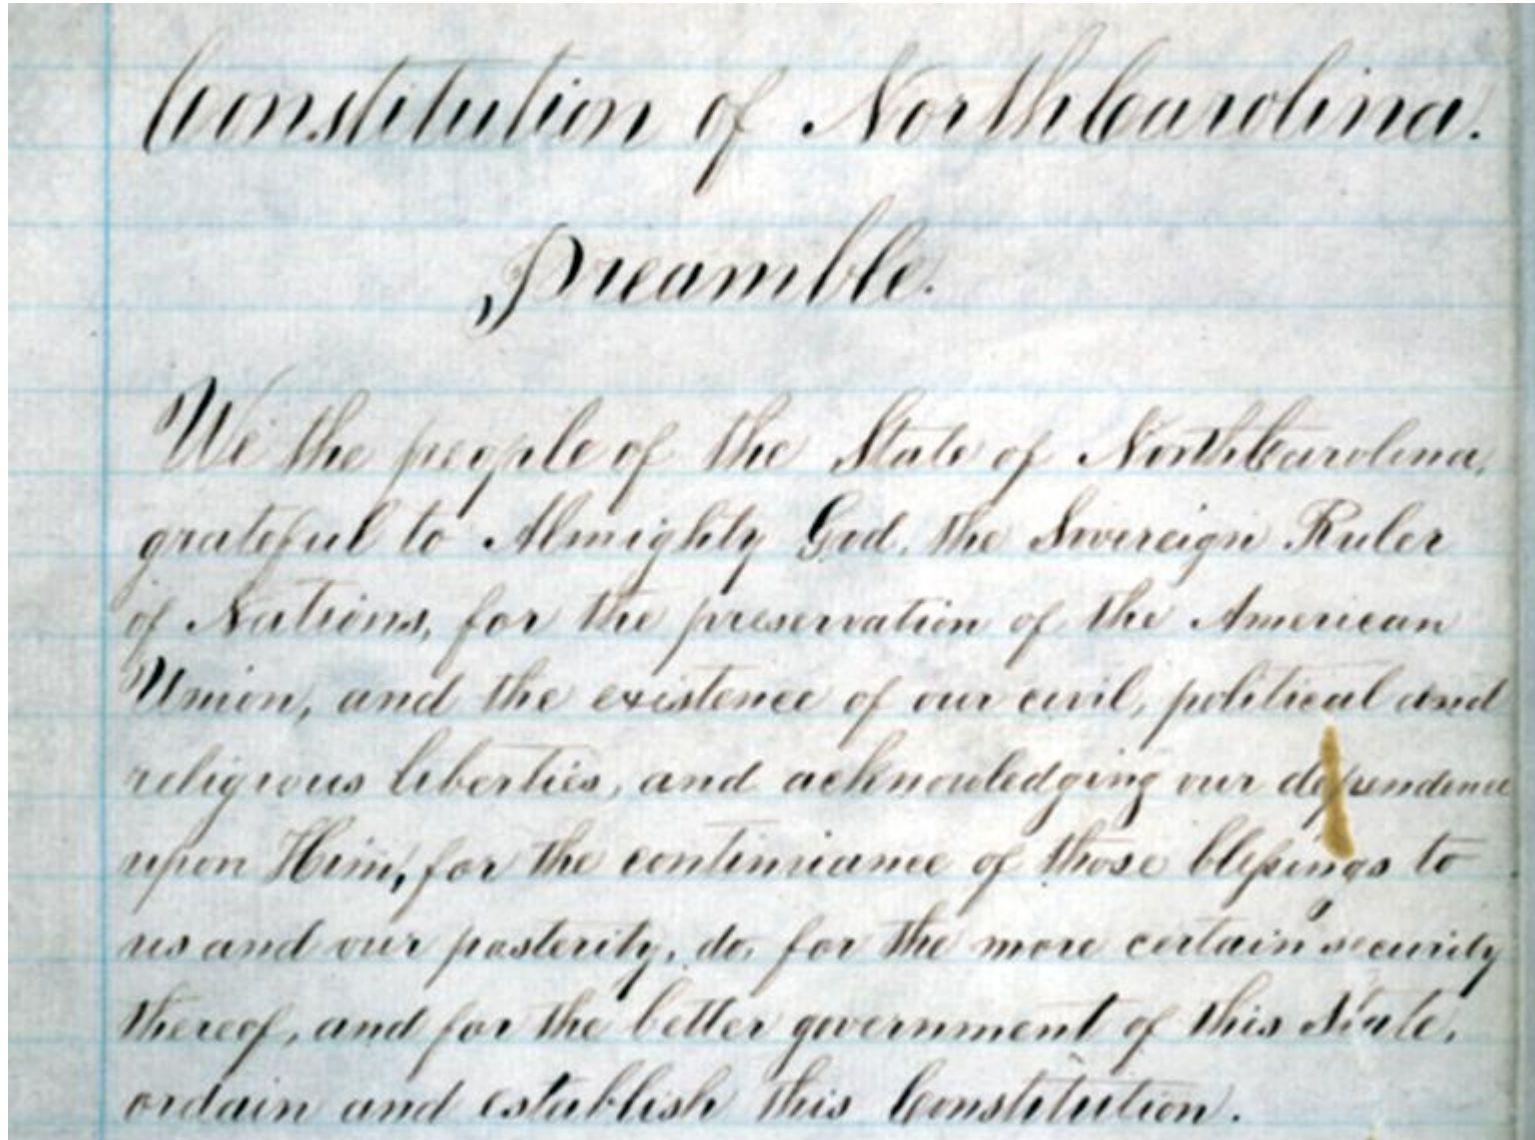 Constitution of North Carolina.
Preamble.
We the people of the State of North Carolina,
grateful to Almighty God, the Sovereign Ruler
of Nations, for the preservation of the American
Union, and the existence of our civil, political and
religious liberties, and acknowledging our dependence
upon Him, for the continuance of those blessings to
us and our posterity, do, for the more certain security
thereof, and for the better government of this State,
ordain and establish this Constitution.